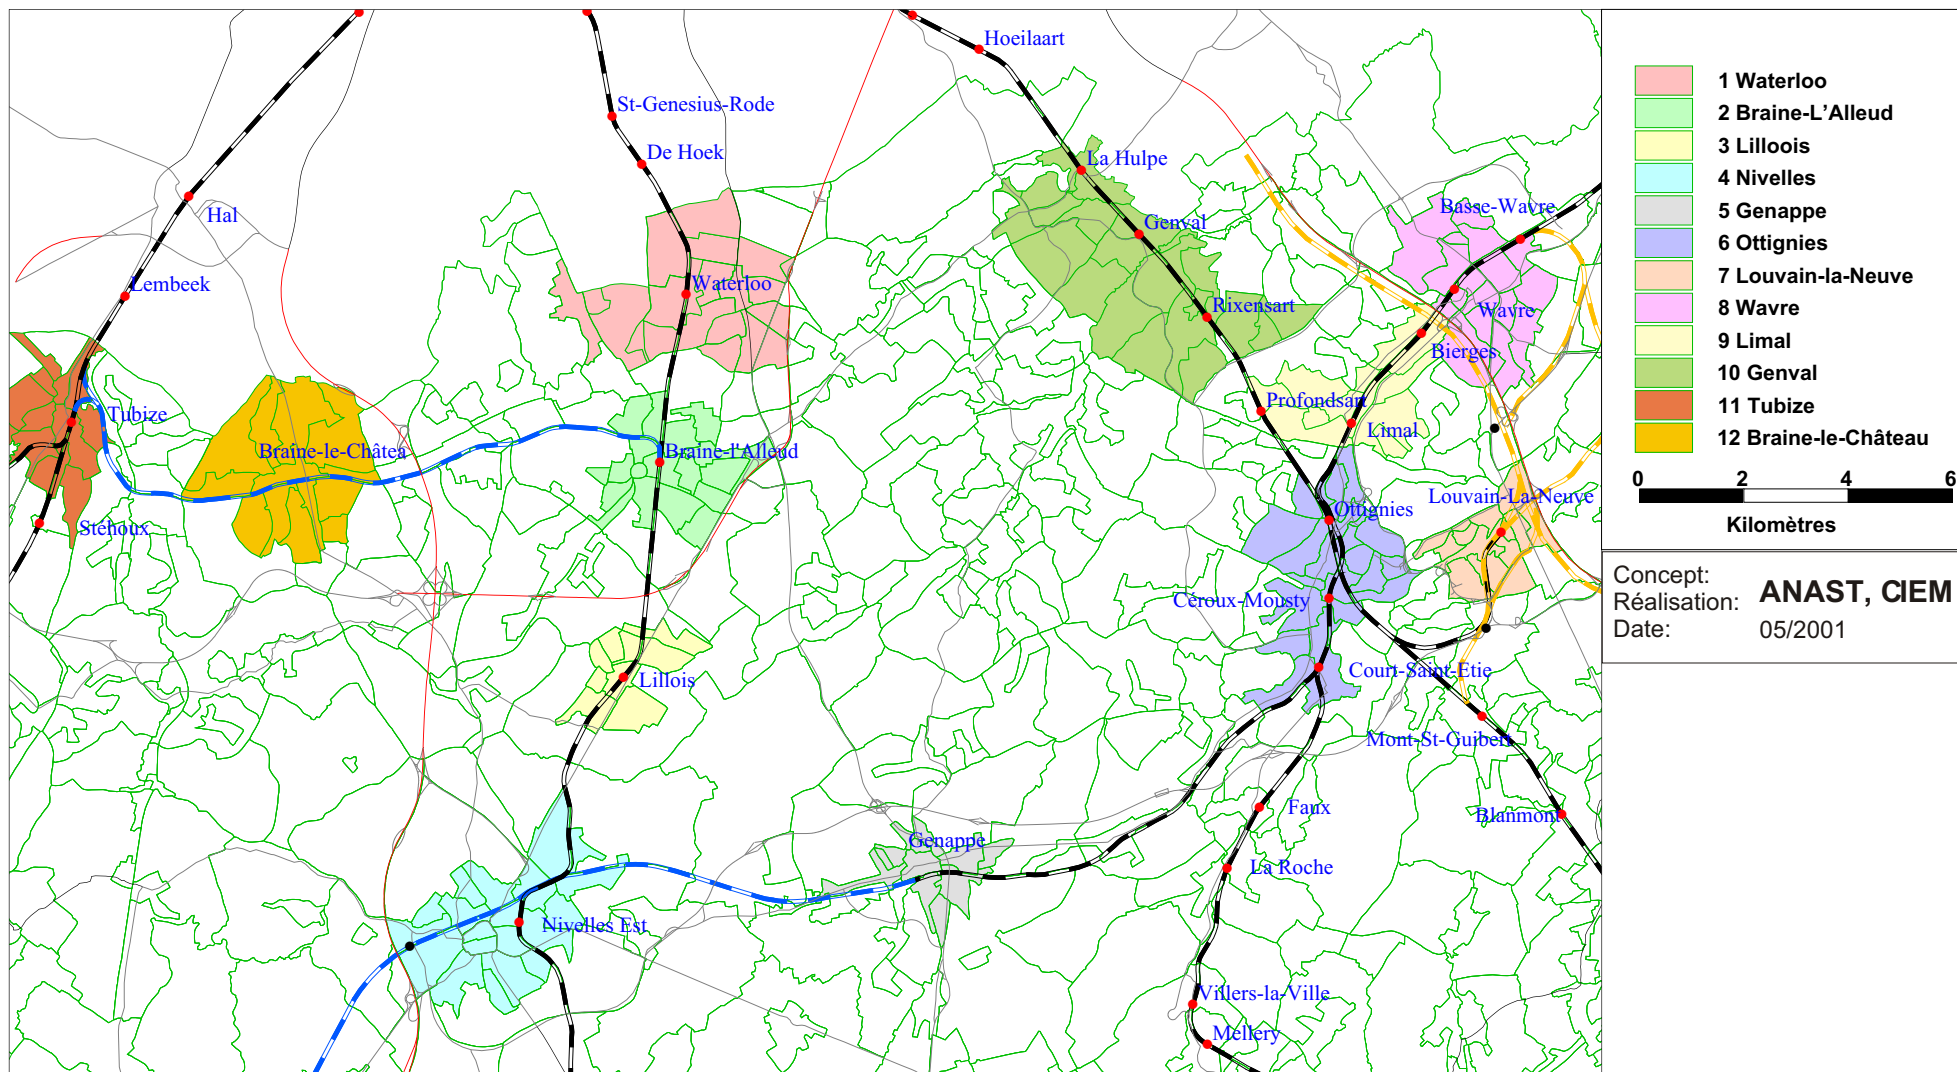 Hoeilaart
St-Genesius-Rode
De Hoek
La Hulpe
Hal
Basse-Wavre
Genval
Lembeek
Waterloo
Rixensart
Wavre
Bierges
Tubize
Profondsart
Limal
Braine-le-Châtea
Braine-l'Alleud
Louvain-La-Neuve
Ottignies
Stehoux
Céroux-Mousty
Lillois
Court-Saint-Etie
Mont-St-Guibert
Faux
Blanmont
Genappe
La Roche
Nivelles Est
Villers-la-Ville
Mellery
1 Waterloo
2 Braine-L'Alleud
3 Lilloois
4 Nivelles
5 Genappe
6 Ottignies
7 Louvain-la-Neuve
8 Wavre
9 Limal
10 Genval
11 Tubize
12 Braine-le-Château
0 2 4 6
Kilomètres
Concept:
Réalisation: ANAST, CIEM
Date: 05/2001